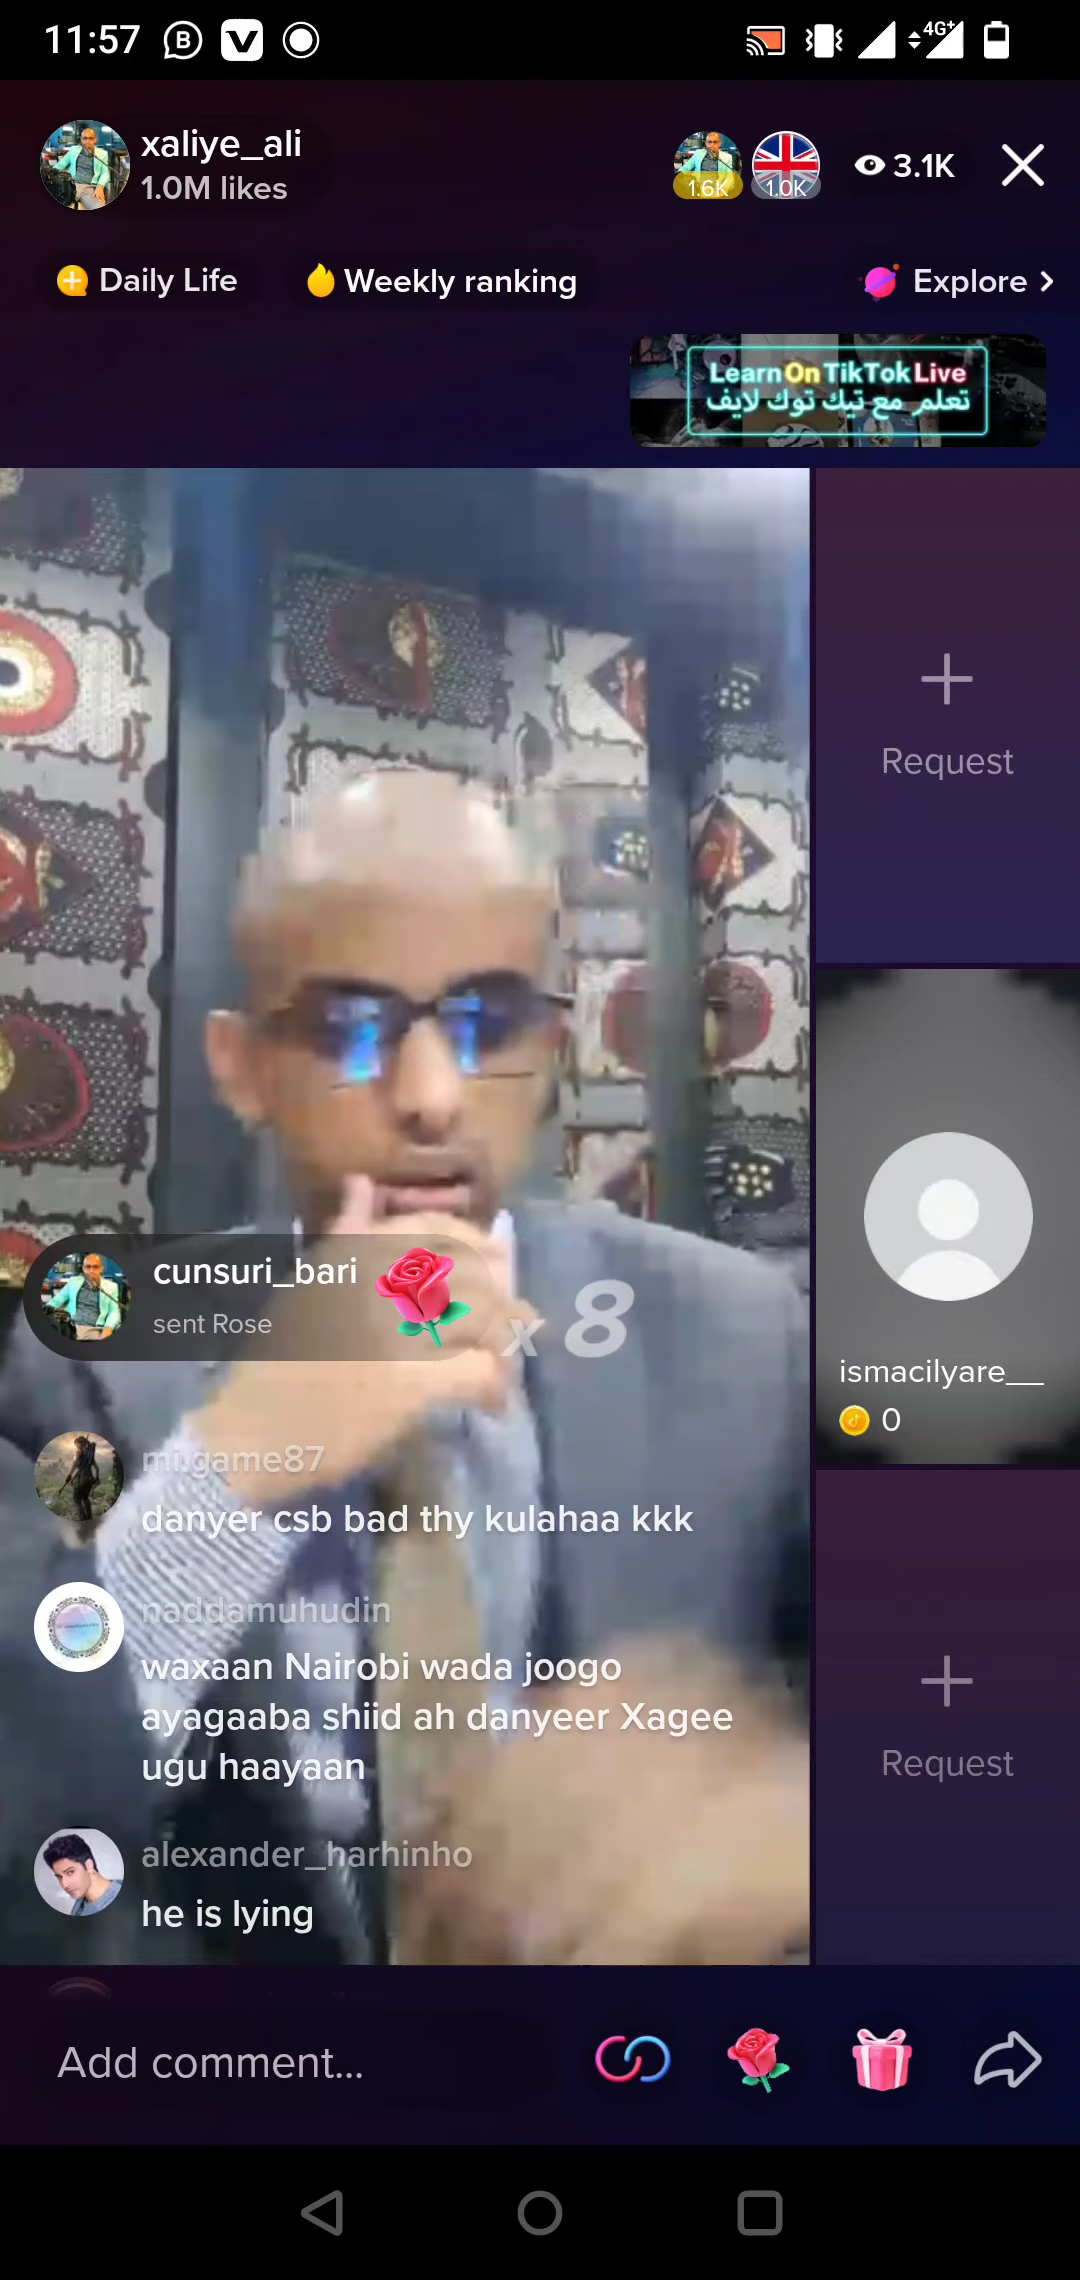 11:57
4G+
xaliye_ali
1.0M likes
1.6K
1.0K
3.1K
Daily Life
Weekly ranking
Explore
Learn On TikTok Live
تعلم مع تيك توك لايف
Request
cunsuri_bari
sent Rose
x 8
ismacilyare__
0
mi.game87
danyer csb bad thy kulahaa kkk
naddamuhudin
waxaan Nairobi wada joogo
ayagaaba shiid ah danyeer Xagee
ugu haayaan
Request
alexander_harhinho
he is lying
Add comment...